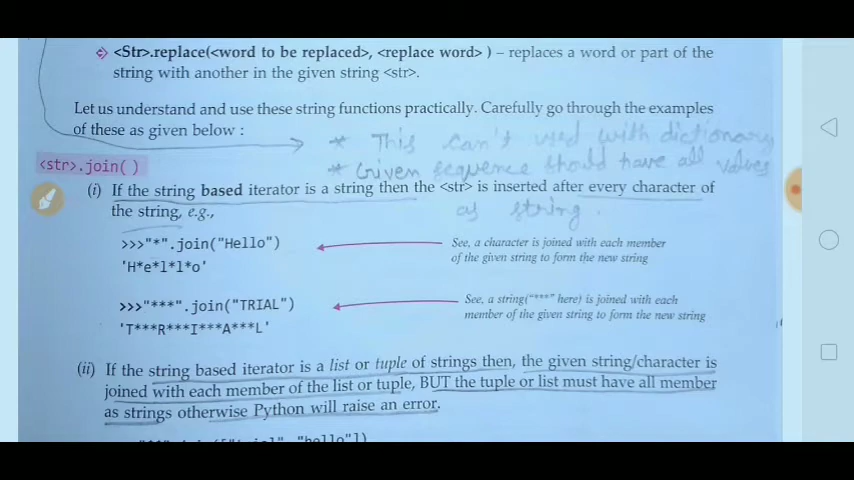 <Str>.replace(<word to be replaced>, <replace word> ) – replaces a word or part of the
string with another in the given string <str>.
Let us understand and use these string functions practically. Carefully go through the examples
of these as given below :
* This can't used with dictionary
<str>.join( )
* Given sequence should have all values
as string.
(i) If the string based iterator is a string then the <str> is inserted after every character of
the string, e.g.,
>>>"*".join("Hello")
'H*e*l*l*o'
See, a character is joined with each member
of the given string to form the new string
>>>"***".join("TRIAL")
'T***R***I***A***L'
See, a string("***" here) is joined with each
member of the given string to form the new string
(ii) If the string based iterator is a list or tuple of strings then, the given string/character is
joined with each member of the list or tuple, BUT the tuple or list must have all member
as strings otherwise Python will raise an error.